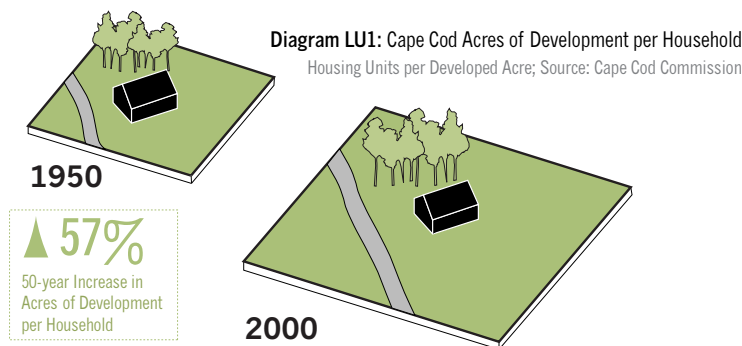 Diagram LU1: Cape Cod Acres of Development per Household
Housing Units per Developed Acre; Source: Cape Cod Commission
1950
▲ 57%
50-year Increase in
Acres of Development
per Household
2000